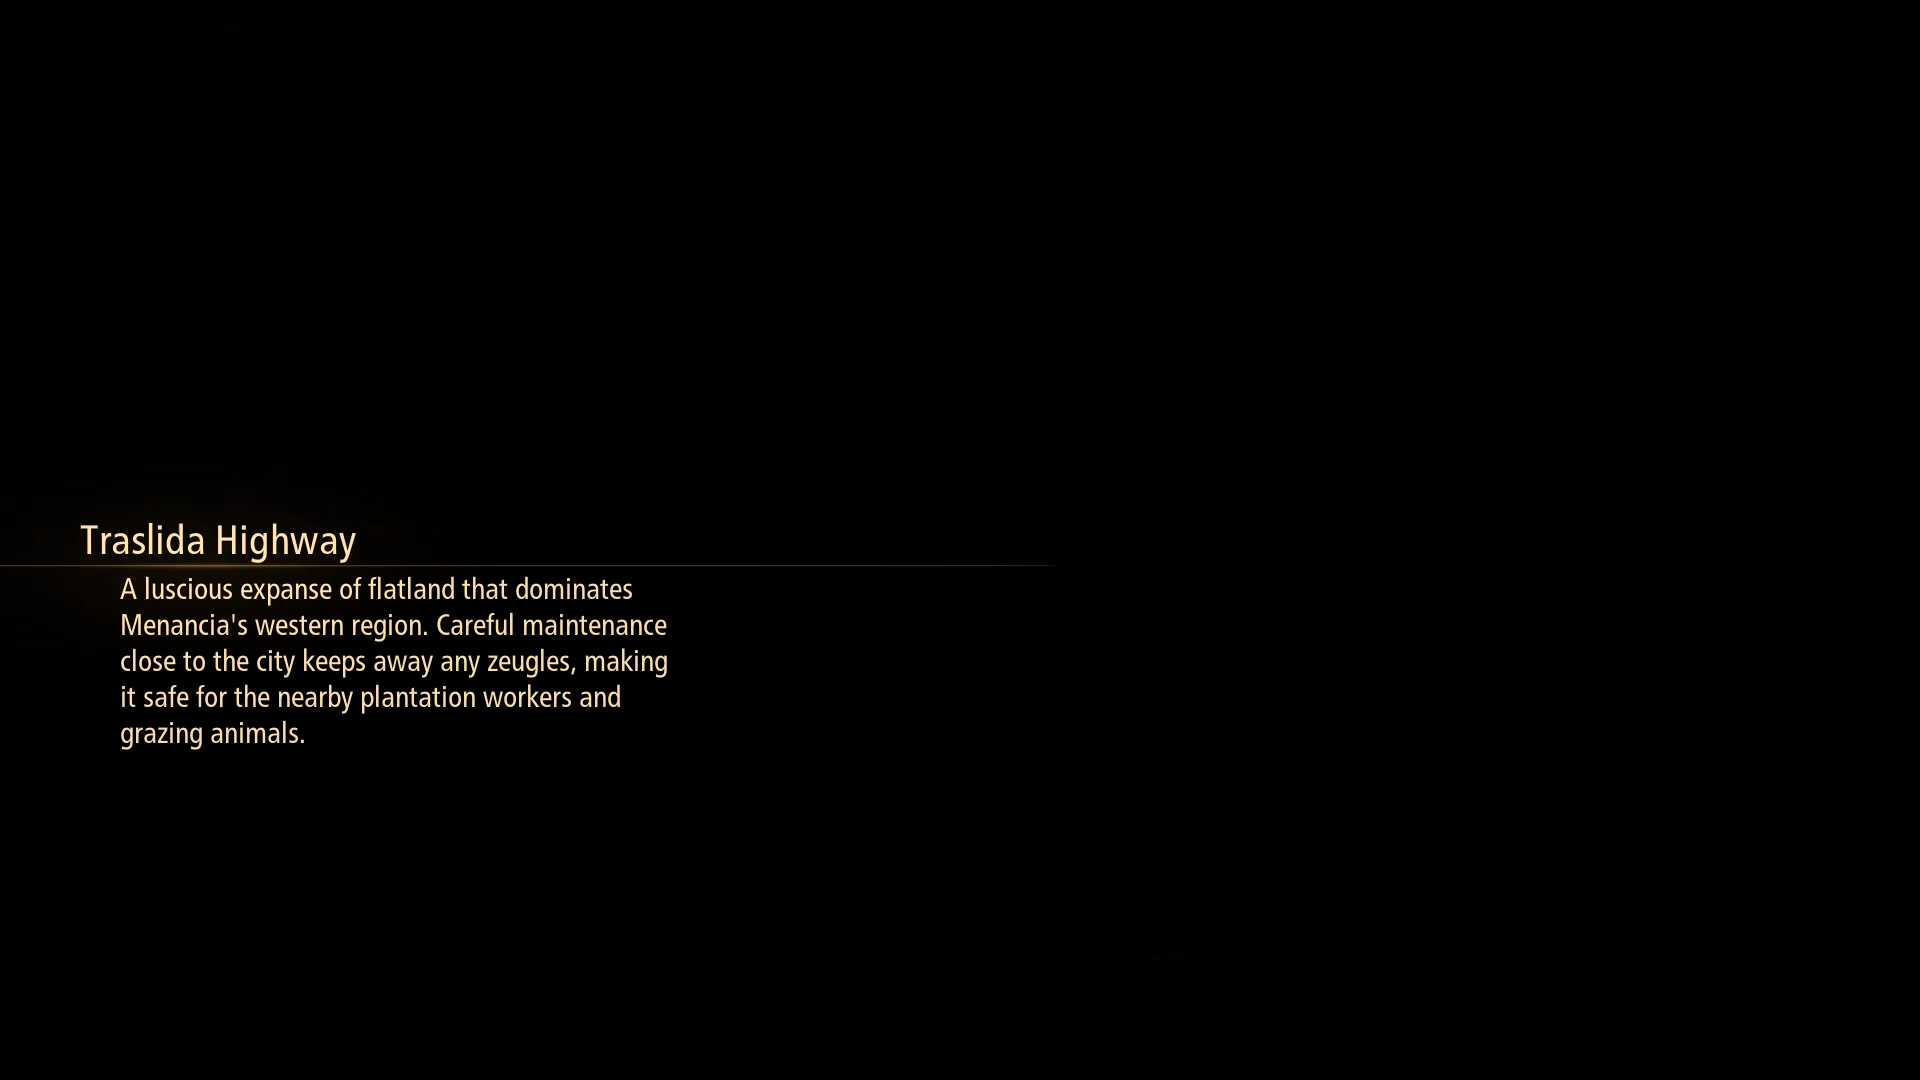 Traslida Highway
A luscious expanse of flatland that dominates
Menancia's western region. Careful maintenance
close to the city keeps away any zeugles, making
it safe for the nearby plantation workers and
grazing animals.